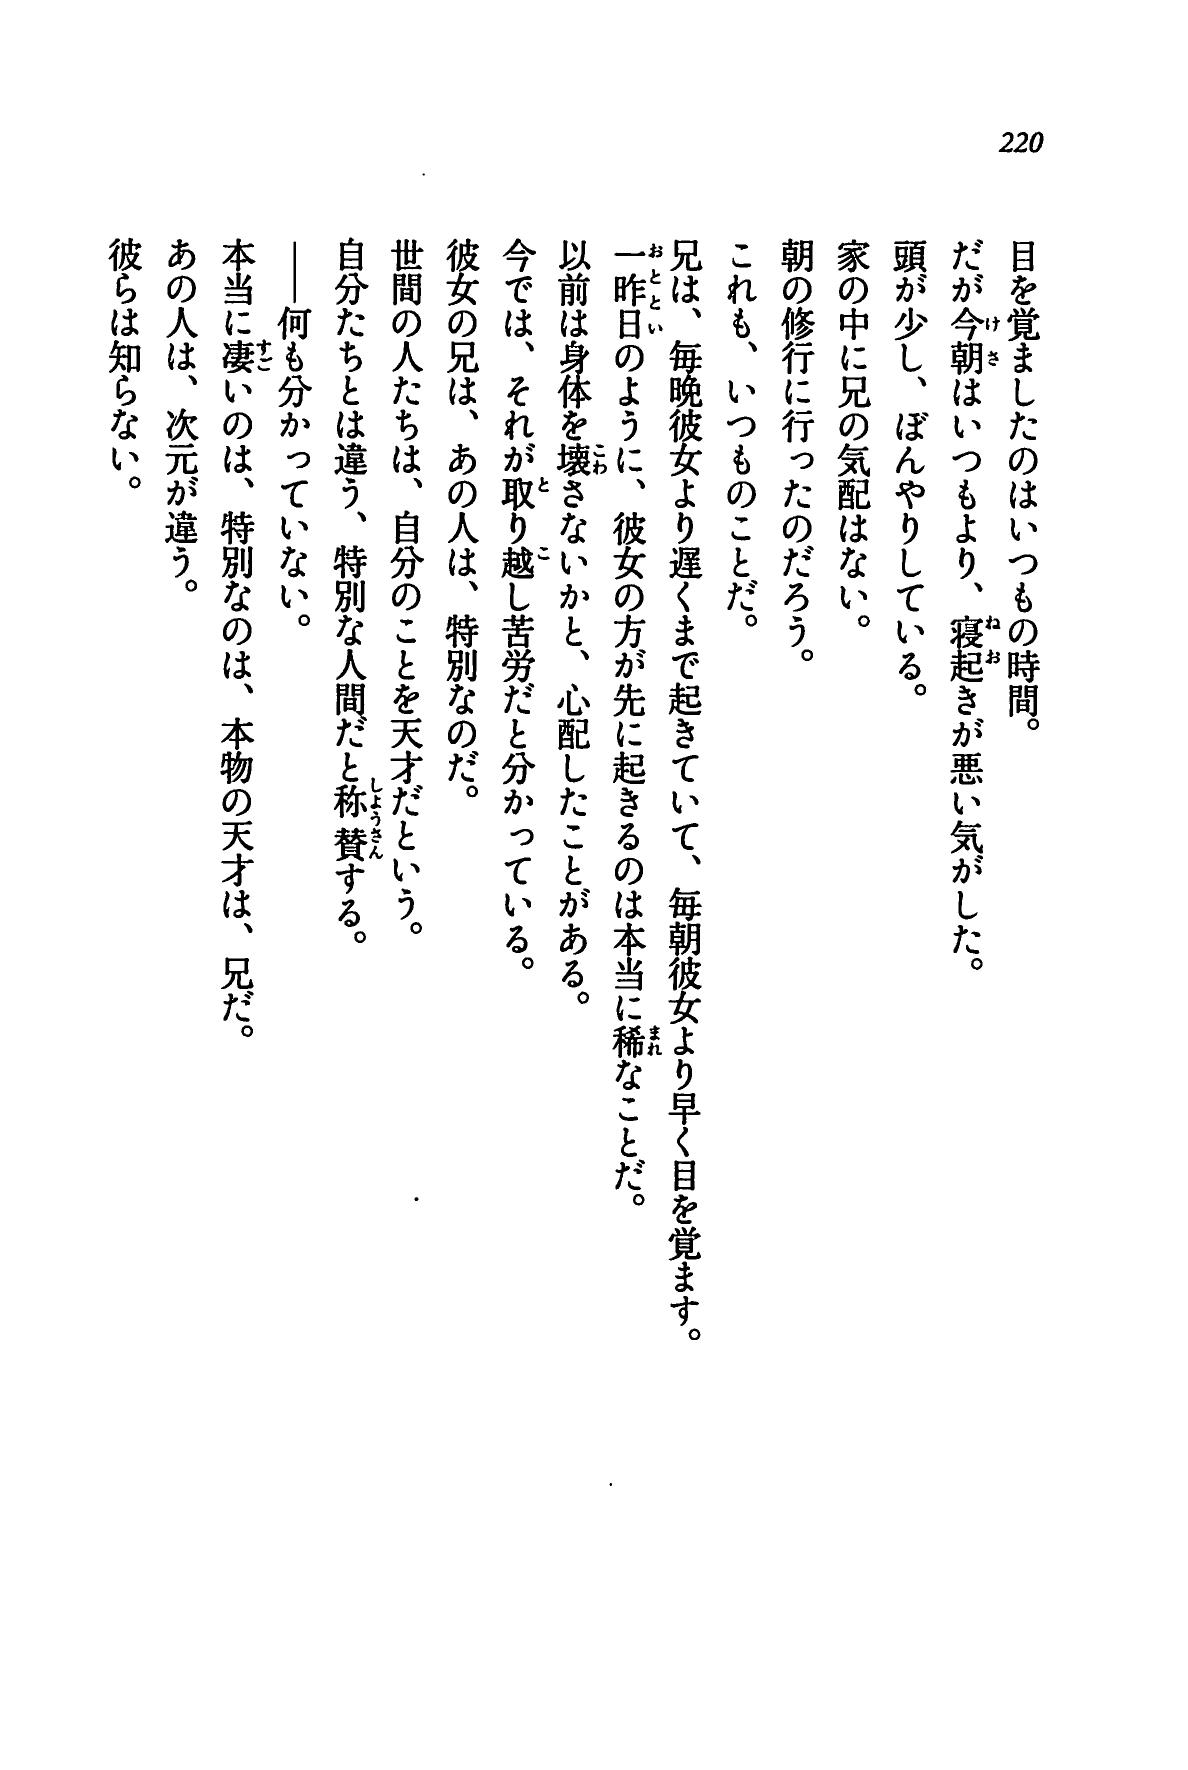 220
目を覚ましたのはいつもの時間。
だが今朝はいつもより、寝起きが悪い気がした。
頭が少し、ぼんやりしている。
家の中に兄の気配はない。
朝の修行に行ったのだろう。
これも、いつものことだ。
兄は、毎晩彼女より遅くまで起きていて、毎朝彼女より早く目を覚ます。
一昨日のように、彼女の方が先に起きるのは本当に稀なことだ。
以前は身体を壊さないかと、心配したことがある。
今では、それが取り越し苦労だと分かっている。
彼女の兄は、あの人は、特別なのだ。
世間の人たちは、自分のことを天才だという。
自分たちとは違う、特別な人間だと称賛する。
――何も分かっていない。
本当に凄いのは、特別なのは、本物の天才は、兄だ。
あの人は、次元が違う。
彼らは知らない。